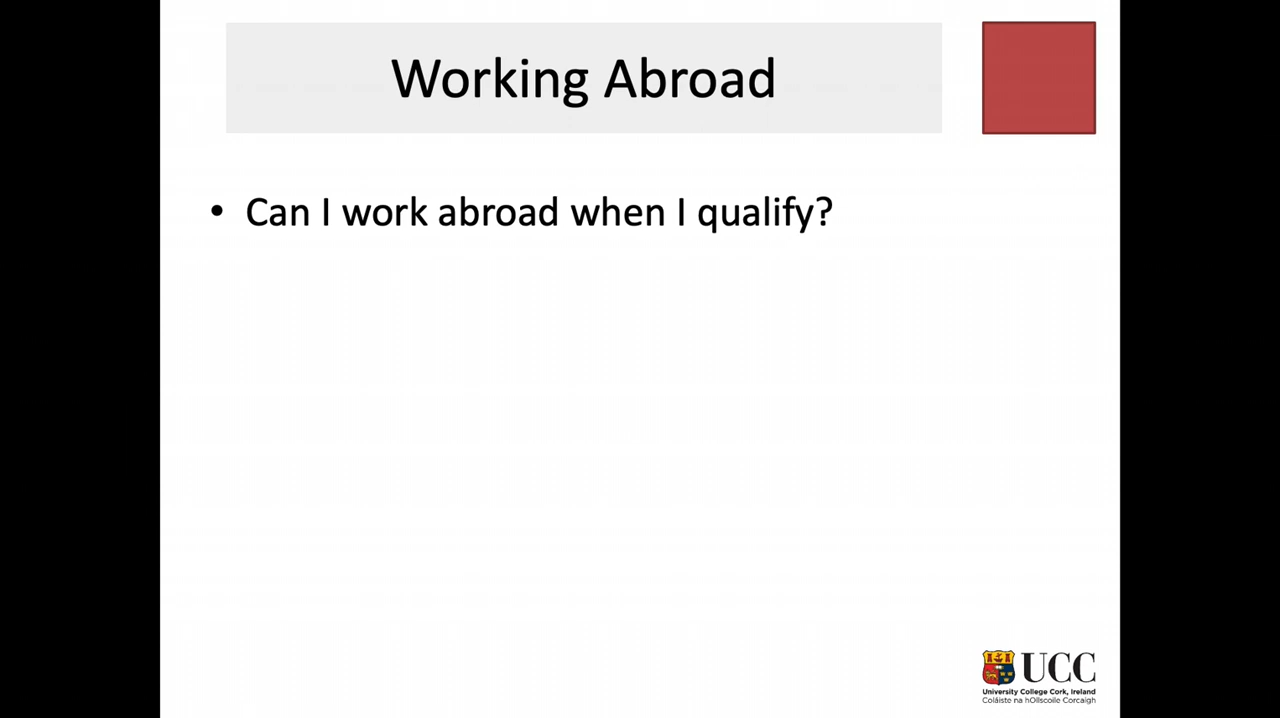 Working Abroad
• Can I work abroad when I qualify?
UCC
University College Cork, Ireland
Coláiste na hOllscoile Corcaigh